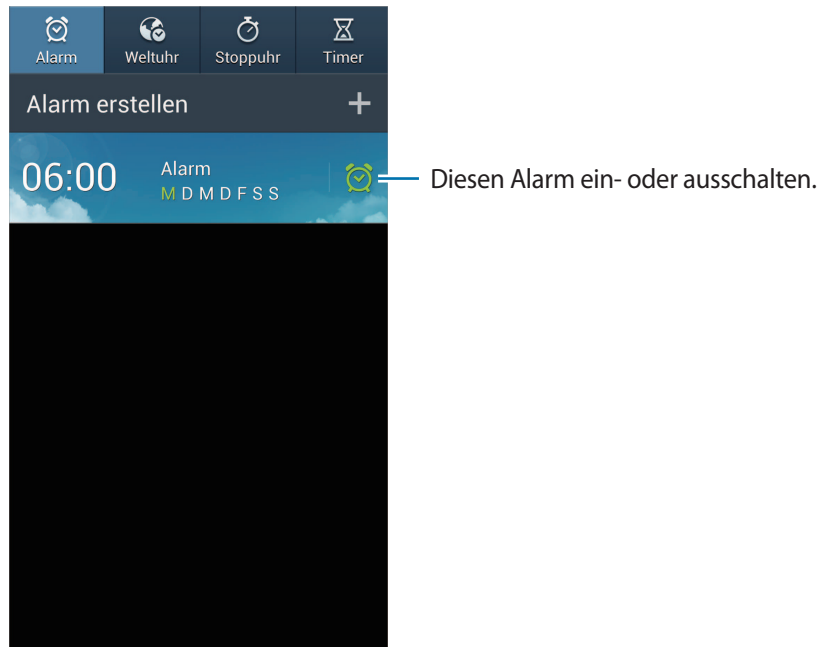 Alarm Weltuhr Stoppuhr Timer
Alarm erstellen
06:00 Alarm
M D M D F S S
Diesen Alarm ein- oder ausschalten.